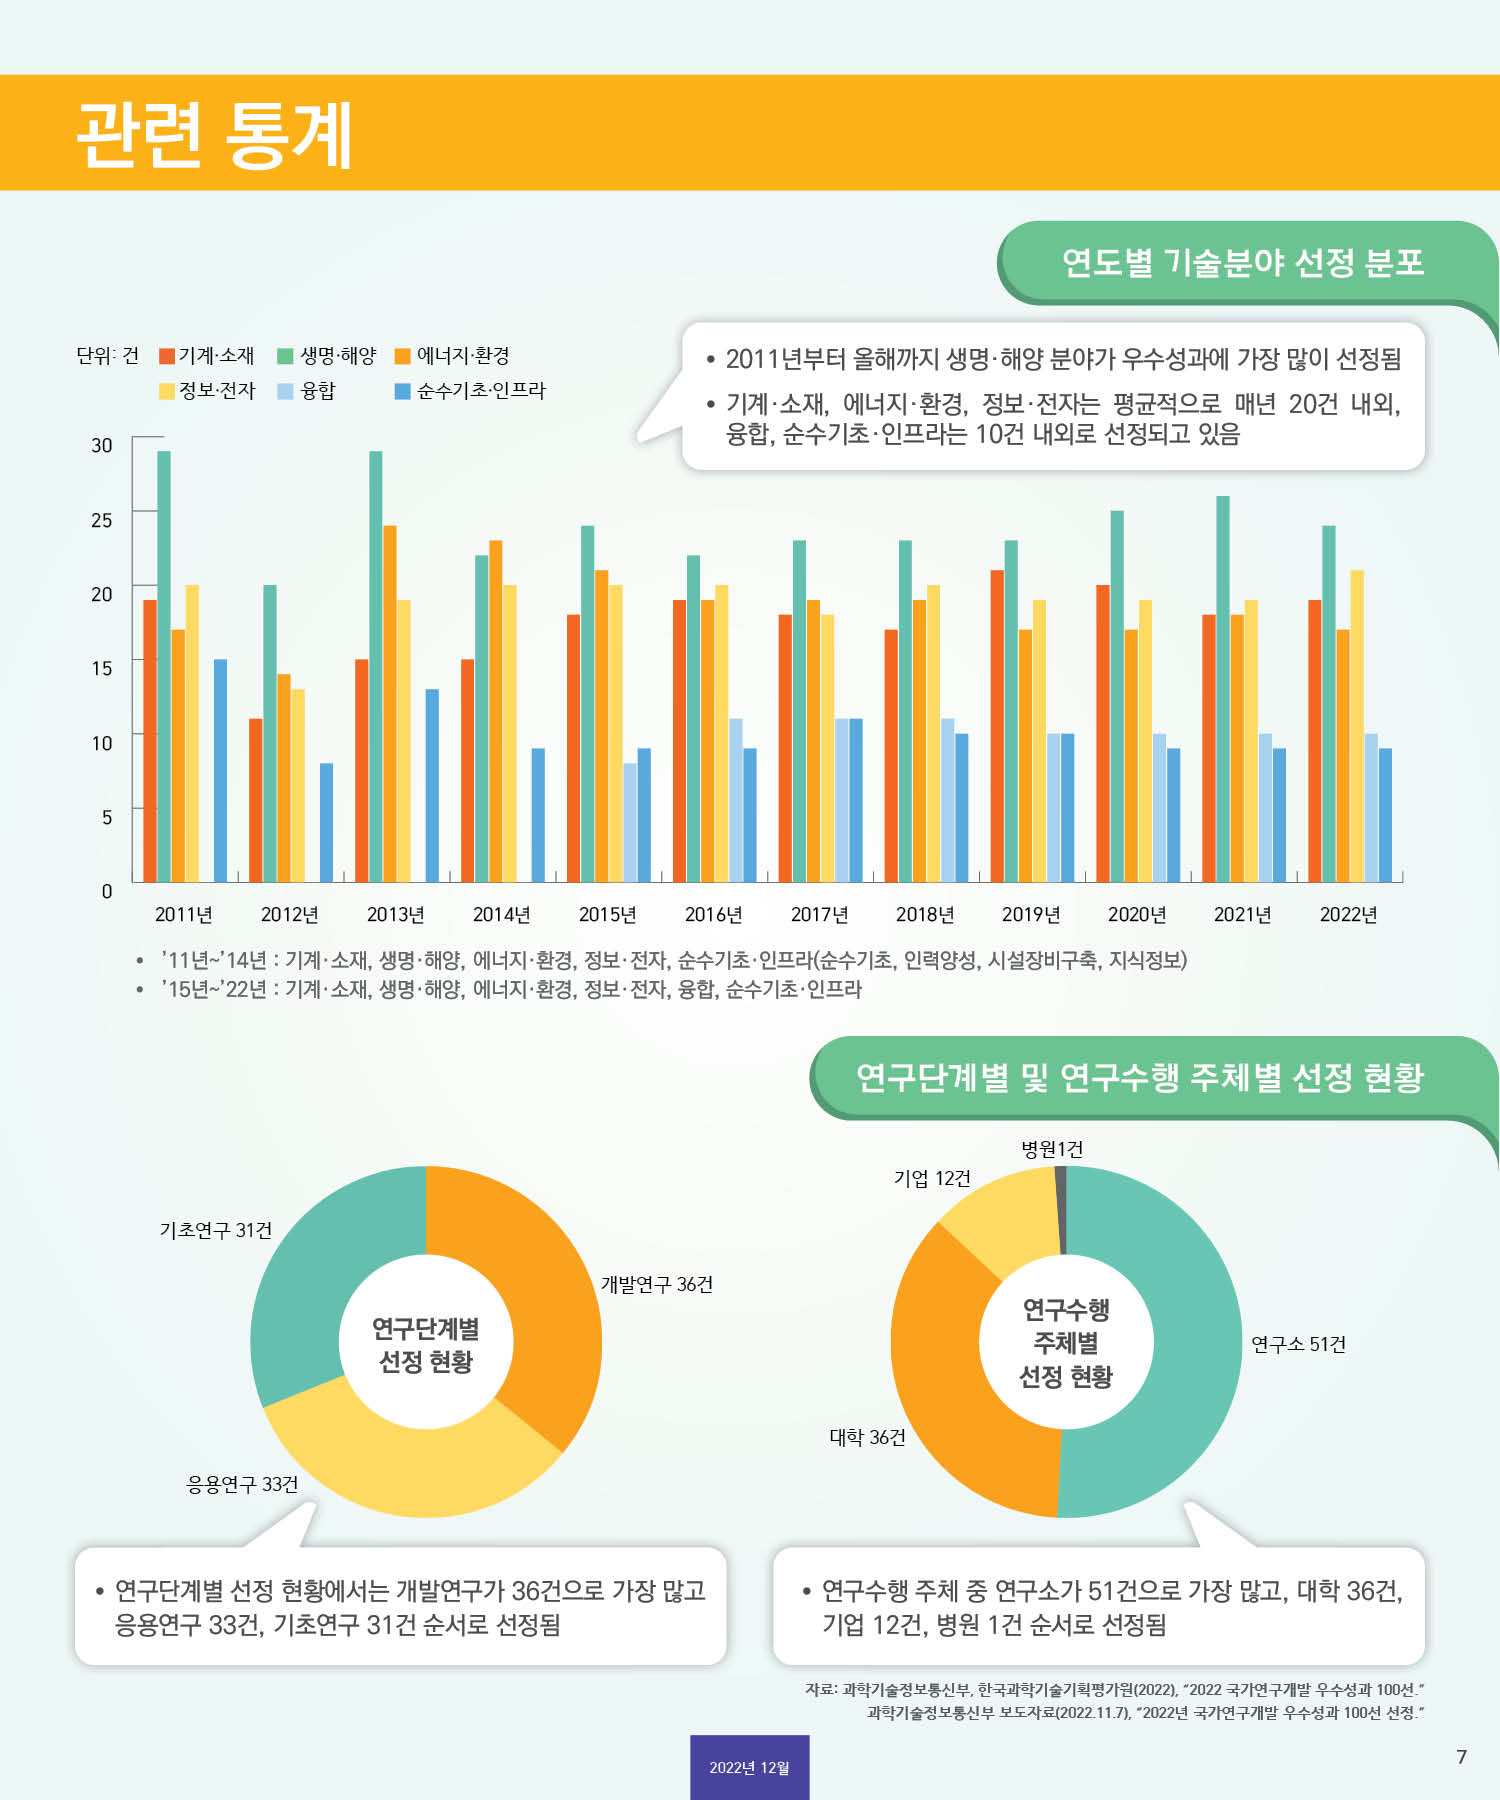 관련 통계
연도별 기술분야 선정 분포
• 2011년부터 올해까지 생명·해양 분야가 우수성과에 가장 많이 선정됨
• 기계·소재, 에너지·환경, 정보·전자는 평균적으로 매년 20건 내외,
융합, 순수기초·인프라는 10건 내외로 선정되고 있음
단위: 건 기계·소재 생명·해양 에너지·환경
정보·전자 융합 순수기초·인프라
30
25
20
15
10
5
0
2011년 2012년 2013년 2014년 2015년 2016년 2017년 2018년 2019년 2020년 2021년 2022년
• ’11년~’14년 : 기계·소재, 생명·해양, 에너지·환경, 정보·전자, 순수기초·인프라(순수기초, 인력양성, 시설장비구축, 지식정보)
• ’15년~’22년 : 기계·소재, 생명·해양, 에너지·환경, 정보·전자, 융합, 순수기초·인프라
연구단계별 및 연구수행 주체별 선정 현황
기초연구 31건
개발연구 36건
연구단계별
선정 현황
응용연구 33건
병원1건
기업 12건
연구수행
주체별
선정 현황
연구소 51건
대학 36건
• 연구단계별 선정 현황에서는 개발연구가 36건으로 가장 많고
응용연구 33건, 기초연구 31건 순서로 선정됨
• 연구수행 주체 중 연구소가 51건으로 가장 많고, 대학 36건,
기업 12건, 병원 1건 순서로 선정됨
자료: 과학기술정보통신부, 한국과학기술기획평가원(2022), “2022 국가연구개발 우수성과 100선.”
과학기술정보통신부 보도자료(2022.11.7), “2022년 국가연구개발 우수성과 100선 선정.”
2022년 12월
7